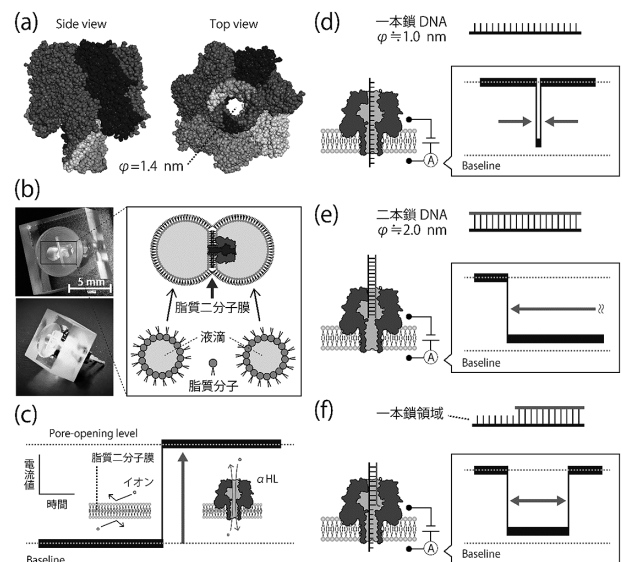 (a)
Side view
Top view
φ=1.4 nm
(b)
5 mm
脂質二分子膜
液滴
脂質分子
(c)
Pore-opening level
脂質二分子膜
電流値
イオン
αHL
時間
Baseline
(d)
一本鎖 DNA
φ≒1.0 nm
A
Baseline
(e)
二本鎖 DNA
φ≒2.0 nm
A
Baseline
(f)
一本鎖領域
A
Baseline